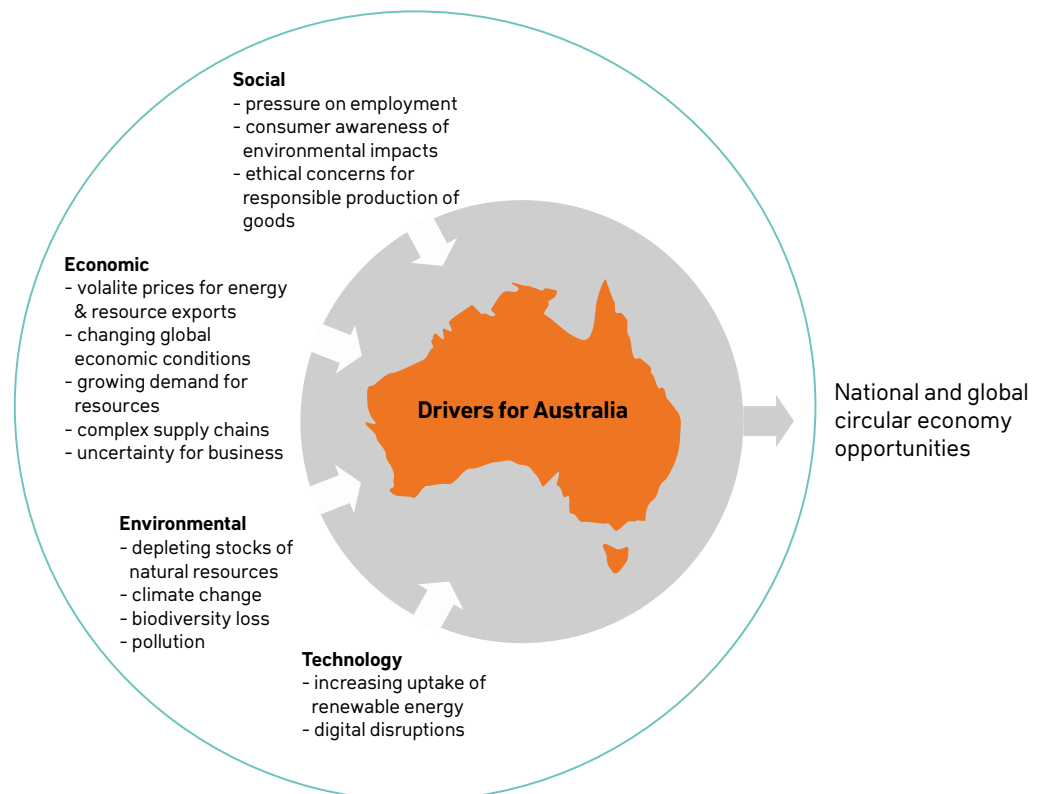 Social
- pressure on employment
- consumer awareness of
environmental impacts
- ethical concerns for
responsible production of
goods
Economic
- volalite prices for energy
& resource exports
- changing global
economic conditions
- growing demand for
resources
- complex supply chains
- uncertainty for business
Environmental
- depleting stocks of
natural resources
- climate change
- biodiversity loss
- pollution
Technology
- increasing uptake of
renewable energy
- digital disruptions
Drivers for Australia
National and global
circular economy
opportunities